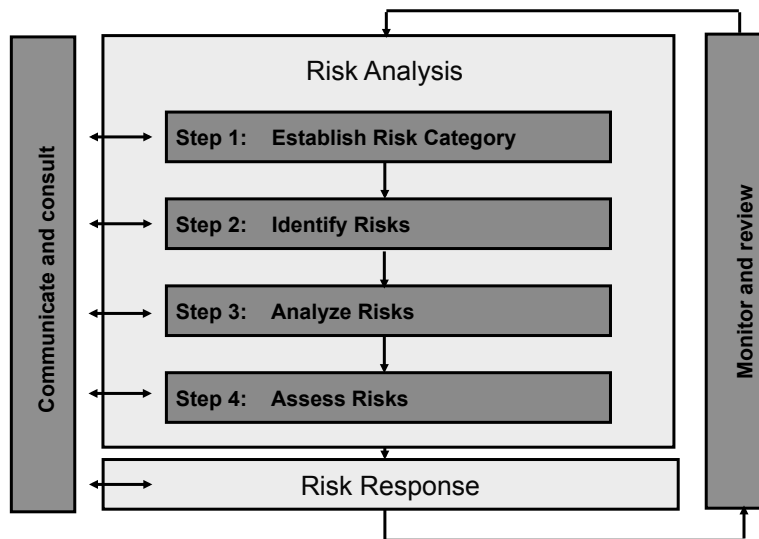 Risk Analysis
Communicate and consult
Step 1: Establish Risk Category
Step 2: Identify Risks
Step 3: Analyze Risks
Step 4: Assess Risks
Monitor and review
Risk Response